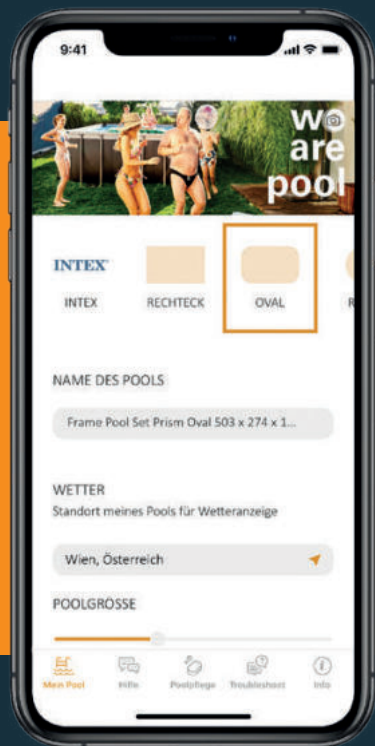 9:41
we
are
pool
INTEX
INTEX
RECHTECK
OVAL
R
NAME DES POOLS
Frame Pool Set Prism Oval 503 x 274 x 1...
WETTER
Standort meines Pools für Wetteranzeige
Wien, Österreich
POOLGRÖSSE
Mein Pool
Hilfe
Poolpflege
Troubleshoot
Info